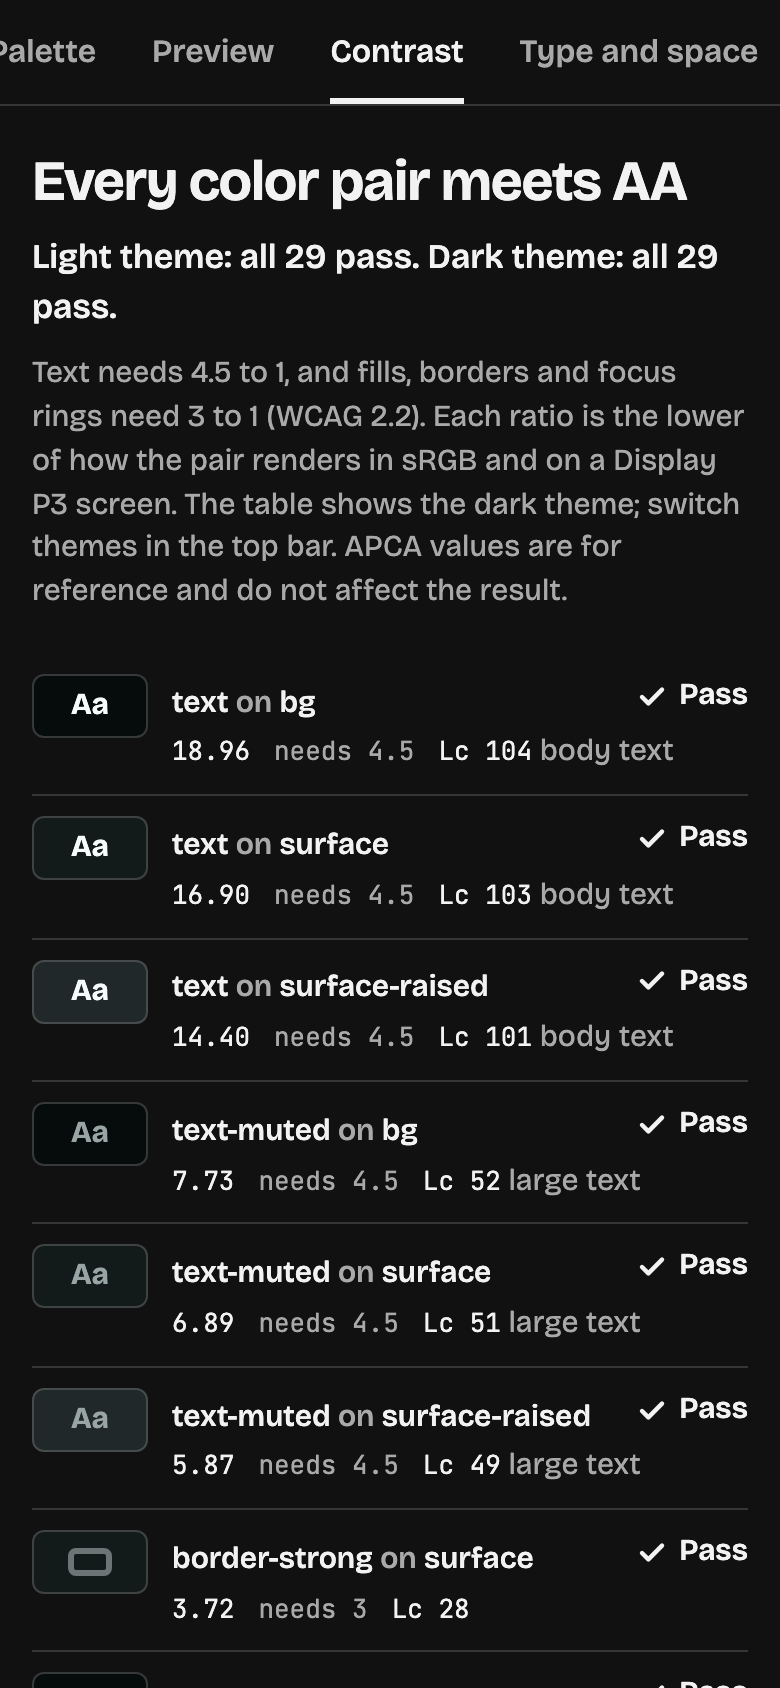 Palette Preview Contrast Type and space
Every color pair meets AA
Light theme: all 29 pass. Dark theme: all 29
pass.
Text needs 4.5 to 1, and fills, borders and focus
rings need 3 to 1 (WCAG 2.2). Each ratio is the lower
of how the pair renders in sRGB and on a Display
P3 screen. The table shows the dark theme; switch
themes in the top bar. APCA values are for
reference and do not affect the result.
Aa text on bg Pass
18.96 needs 4.5 Lc 104 body text
Aa text on surface Pass
16.90 needs 4.5 Lc 103 body text
Aa text on surface-raised Pass
14.40 needs 4.5 Lc 101 body text
Aa text-muted on bg Pass
7.73 needs 4.5 Lc 52 large text
Aa text-muted on surface Pass
6.89 needs 4.5 Lc 51 large text
Aa text-muted on surface-raised Pass
5.87 needs 4.5 Lc 49 large text
border-strong on surface Pass
3.72 needs 3 Lc 28
Pass